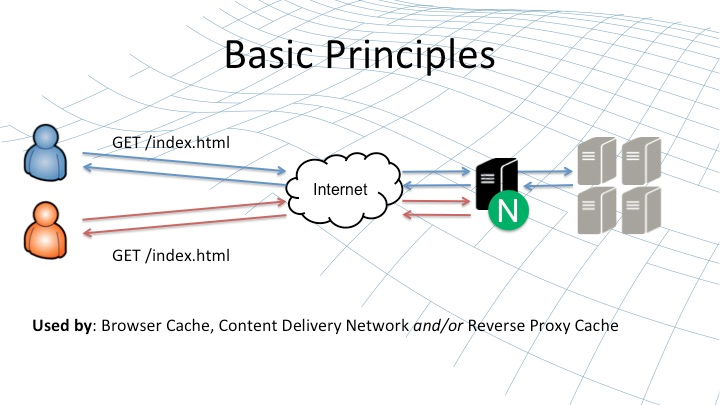 Basic Principles
GET /index.html
Internet
N
GET /index.html
Used by: Browser Cache, Content Delivery Network and/or Reverse Proxy Cache